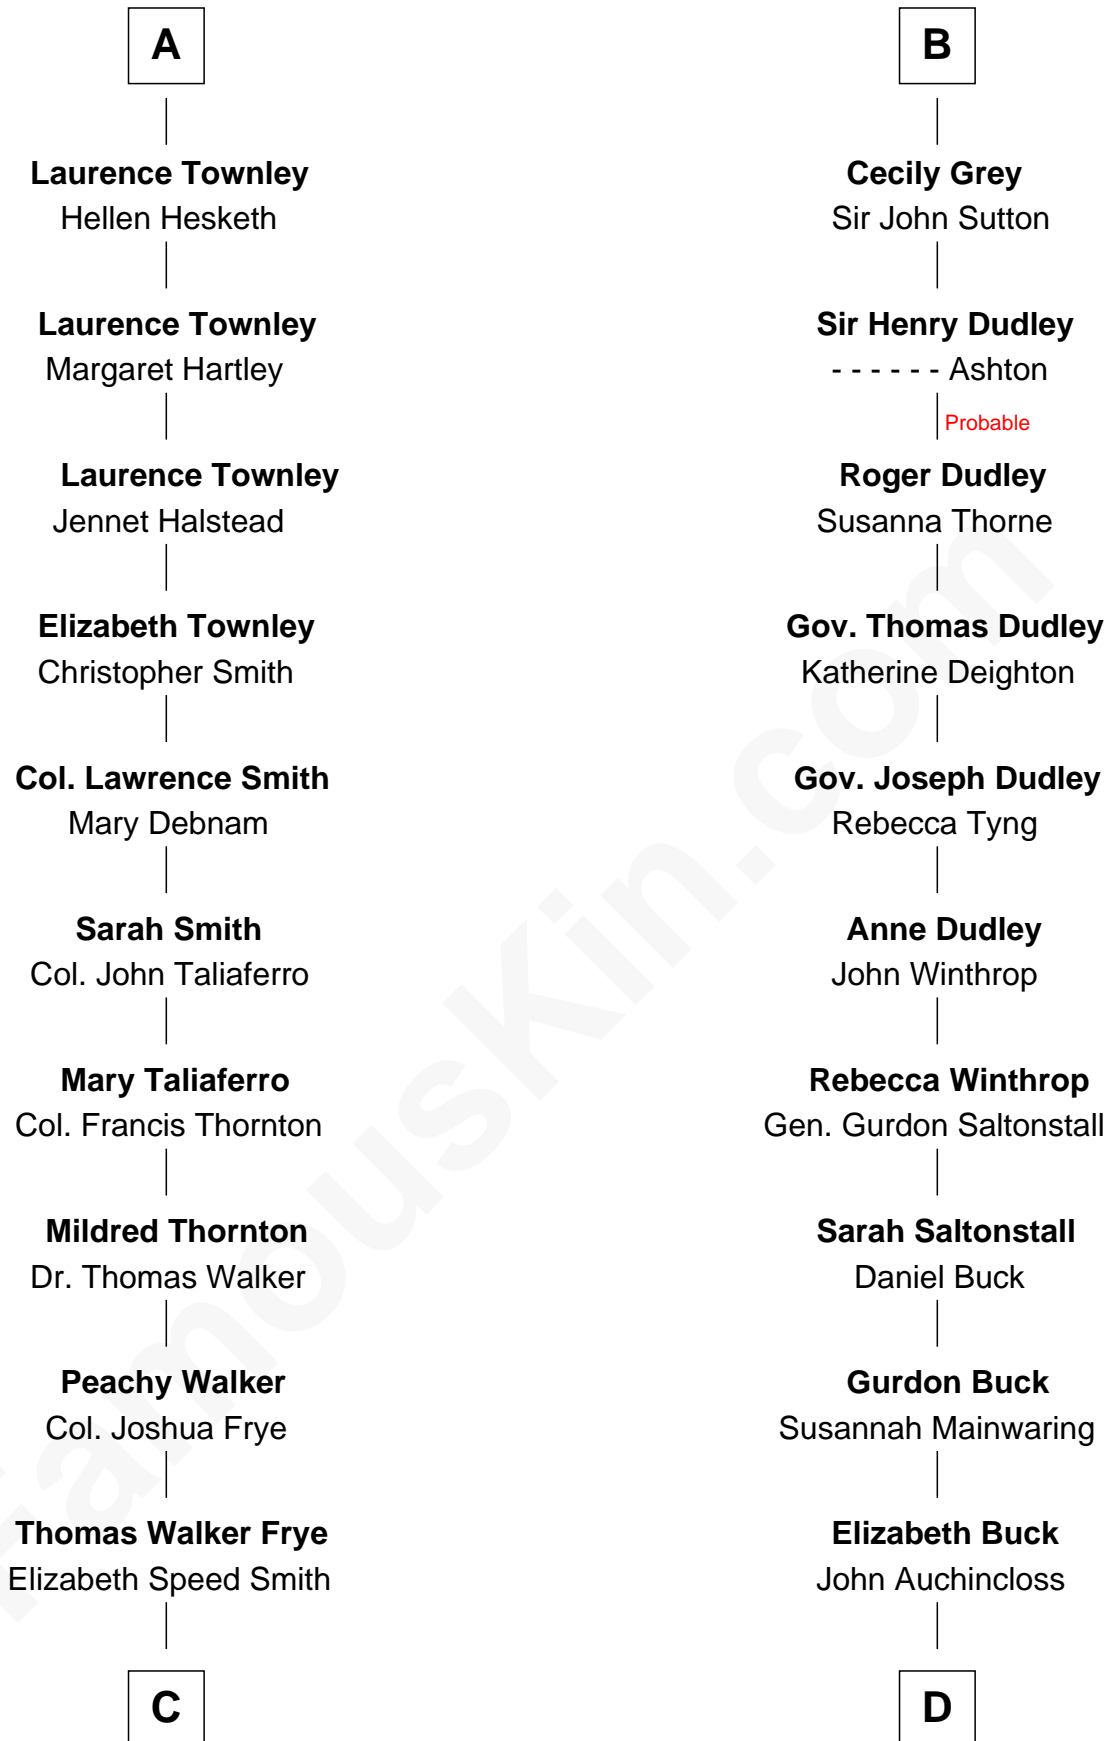 A
Laurence Townley
Hellen Hesketh
Laurence Townley
Margaret Hartley
Laurence Townley
Jennet Halstead
Elizabeth Townley
Christopher Smith
Col. Lawrence Smith
Mary Debnam
Sarah Smith
Col. John Taliaferro
Mary Taliaferro
Col. Francis Thornton
Mildred Thornton
Dr. Thomas Walker
Peachy Walker
Col. Joshua Frye
Thomas Walker Frye
Elizabeth Speed Smith
C
B
Cecily Grey
Sir John Sutton
Sir Henry Dudley
- - - - - - Ashton
Probable
Roger Dudley
Susanna Thorne
Gov. Thomas Dudley
Katherine Deighton
Gov. Joseph Dudley
Rebecca Tyng
Anne Dudley
John Winthrop
Rebecca Winthrop
Gen. Gurdon Saltonstall
Sarah Saltonstall
Daniel Buck
Gurdon Buck
Susannah Mainwaring
Elizabeth Buck
John Auchincloss
D
FamousKin.com